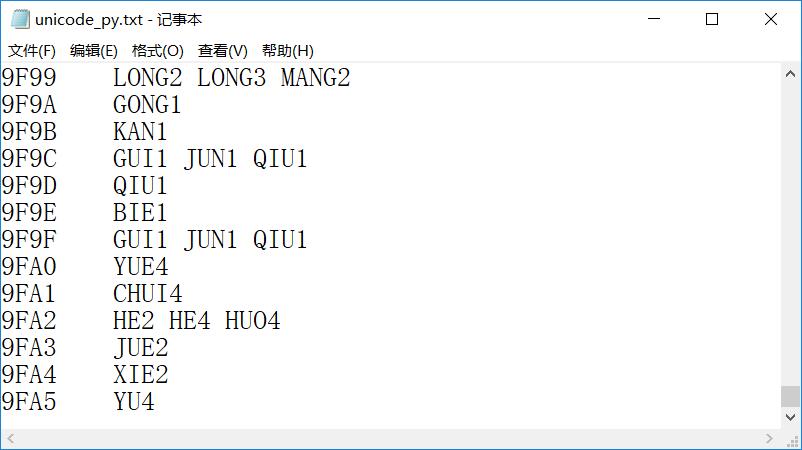 unicode_py.txt - 记事本
文件(F) 编辑(E) 格式(O) 查看(V) 帮助(H)
9F99 LONG2 LONG3 MANG2
9F9A GONG1
9F9B KAN1
9F9C GUI1 JUN1 QIU1
9F9D QIU1
9F9E BIE1
9F9F GUI1 JUN1 QIU1
9FA0 YUE4
9FA1 CHUI4
9FA2 HE2 HE4 HUO4
9FA3 JUE2
9FA4 XIE2
9FA5 YU4